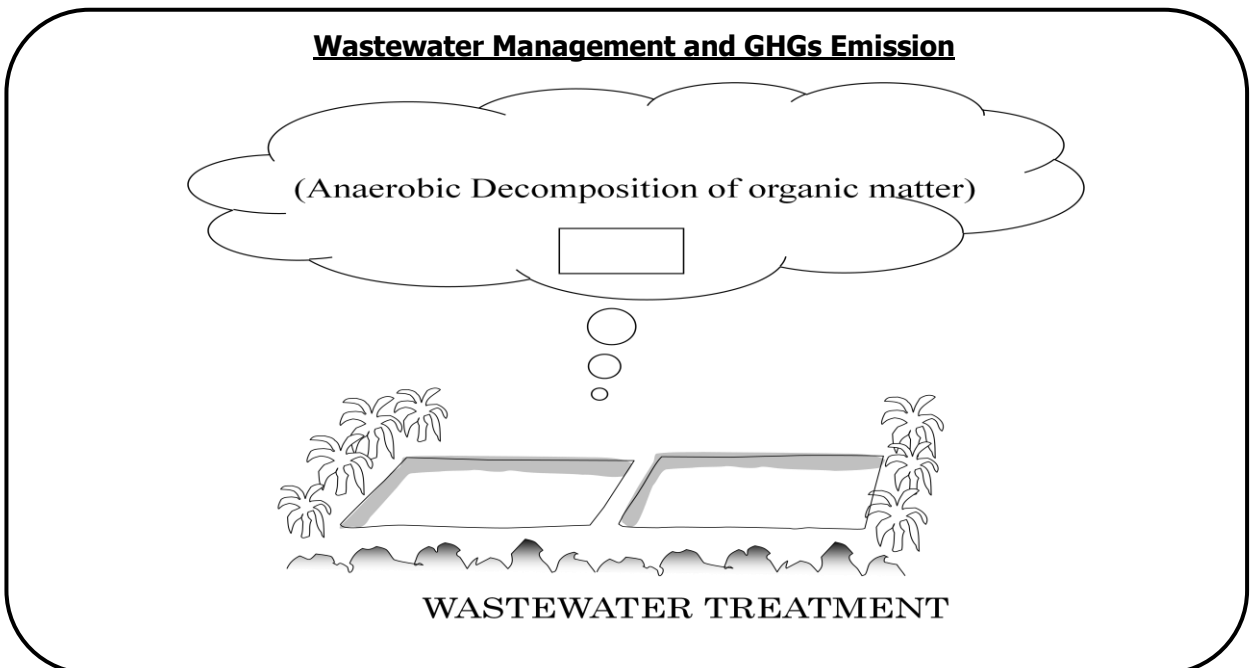 Wastewater Management and GHGs Emission
(Anaerobic Decomposition of organic matter)
WASTEWATER TREATMENT